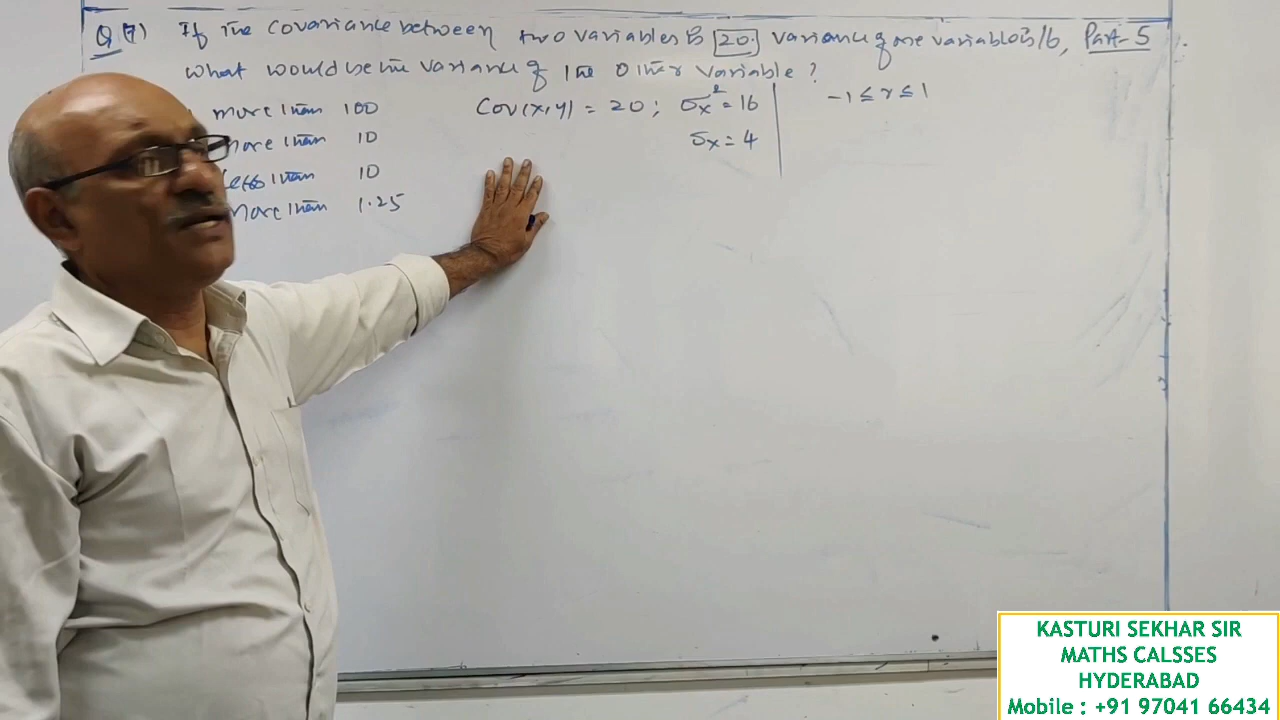 Q (7) If the covariance between two variables is 20. variance of one variable is 16, Part-5
what would be the variance of the other variable?
more than 100 Cov(x,y) = 20; σx² = 16 -1 ≤ r ≤ 1
more than 10 σx = 4
less than 10
more than 1.25
KASTURI SEKHAR SIR
MATHS CALSSES
HYDERABAD
Mobile : +91 97041 66434